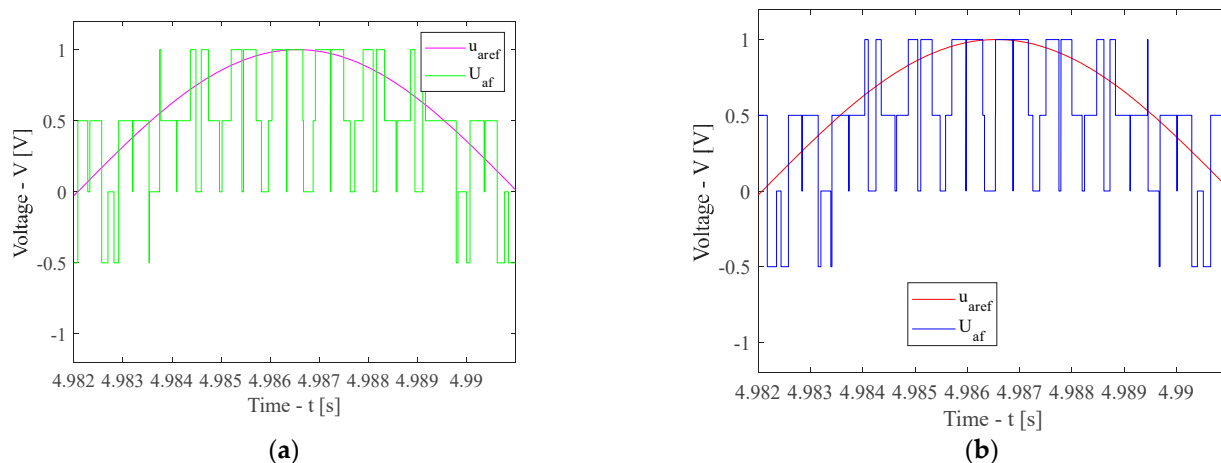 1
0.5
0
-0.5
-1
Voltage - V [V]
u_aref
U_af
4.982 4.983 4.984 4.985 4.986 4.987 4.988 4.989 4.99
Time - t [s]
(a)
1
0.5
0
-0.5
-1
Voltage - V [V]
u_aref
U_af
4.982 4.983 4.984 4.985 4.986 4.987 4.988 4.989 4.99
Time - t [s]
(b)